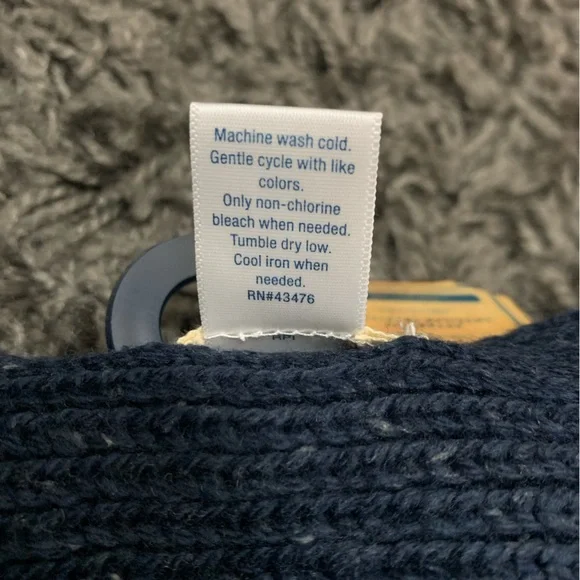 Machine wash cold.
Gentle cycle with like
colors.
Only non-chlorine
bleach when needed.
Tumble dry low.
Cool iron when
needed.
RN#43476